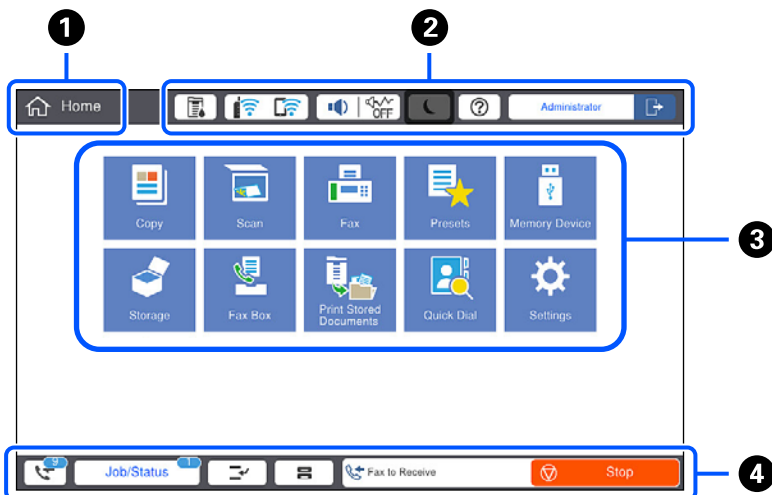 1
2
Home
OFF
?
Administrator
Copy
Scan
Fax
Presets
Memory Device
3
Storage
Fax Box
Print Stored
Documents
Quick Dial
Settings
9
Job/Status
1
Fax to Receive
Stop
4